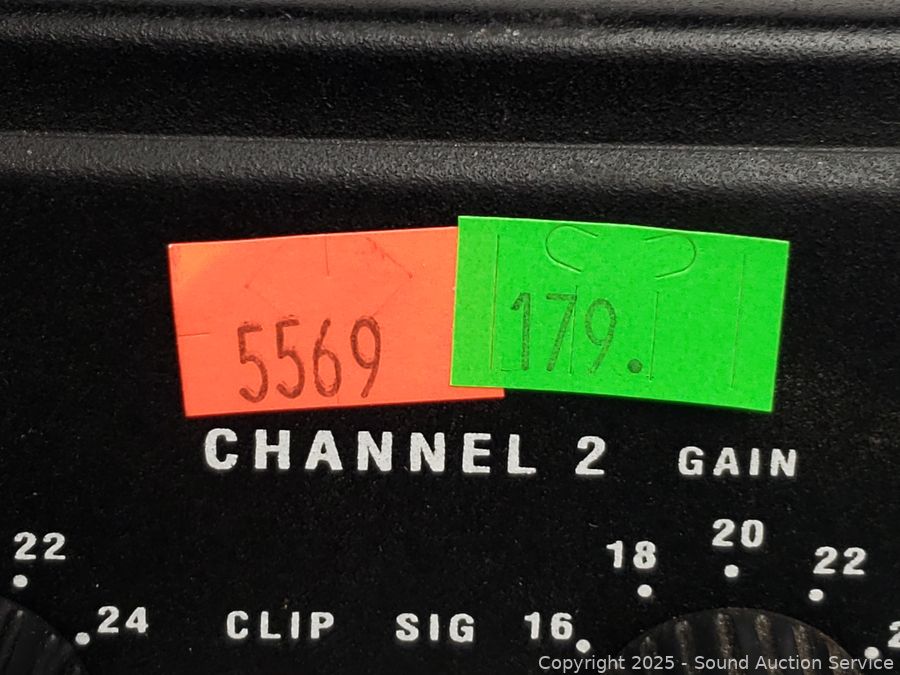 5569
179.
CHANNEL 2 GAIN
22
24
CLIP SIG
16
18
20
22
Copyright 2025 - Sound Auction Service